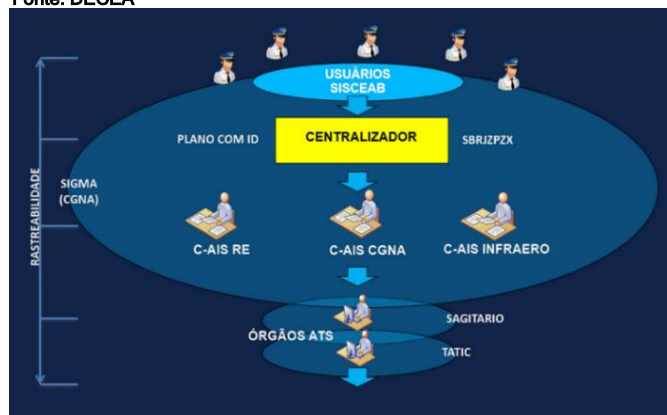 Fonte: DECEA
USUÁRIOS
SISCEAB
PLANO COM ID
CENTRALIZADOR
SBRJZPZX
RASTREABILIDADE
SIGMA
(CGNA)
C-AIS RE
C-AIS CGNA
C-AIS INFRAERO
ÓRGÃOS ATS
SAGITARIO
TATIC